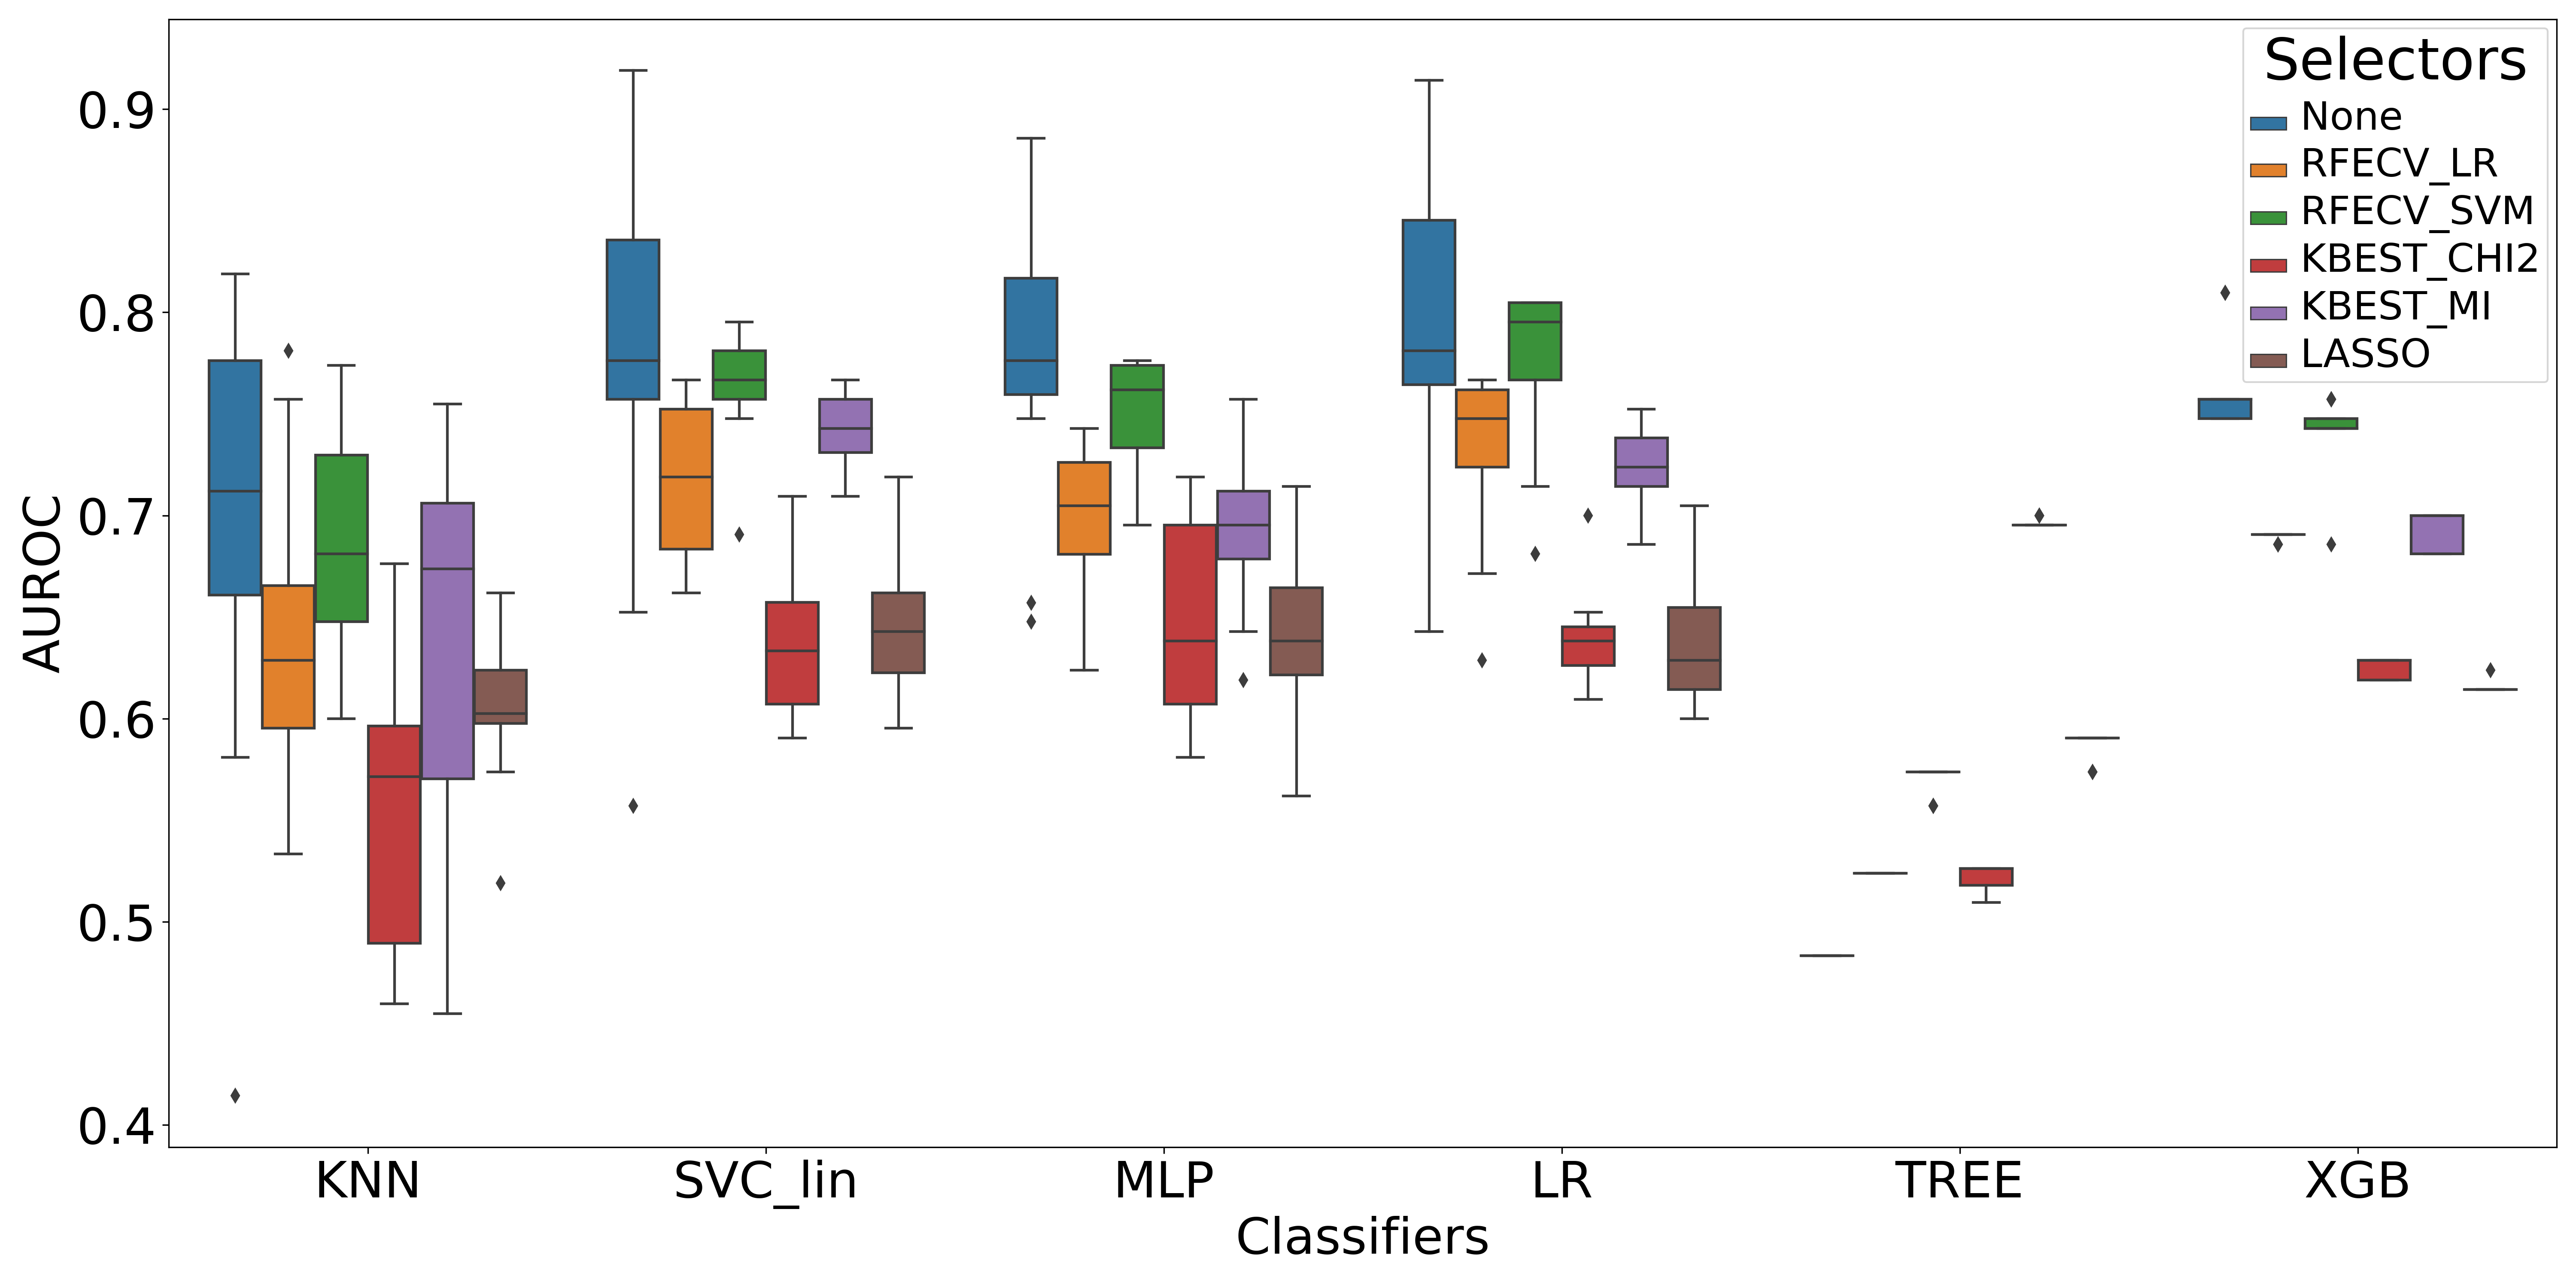 Selectors
None
RFECV_LR
RFECV_SVM
KBEST_CHI2
KBEST_MI
LASSO
AUROC
0.9
0.8
0.7
0.6
0.5
0.4
KNN SVC_lin MLP LR TREE XGB
Classifiers